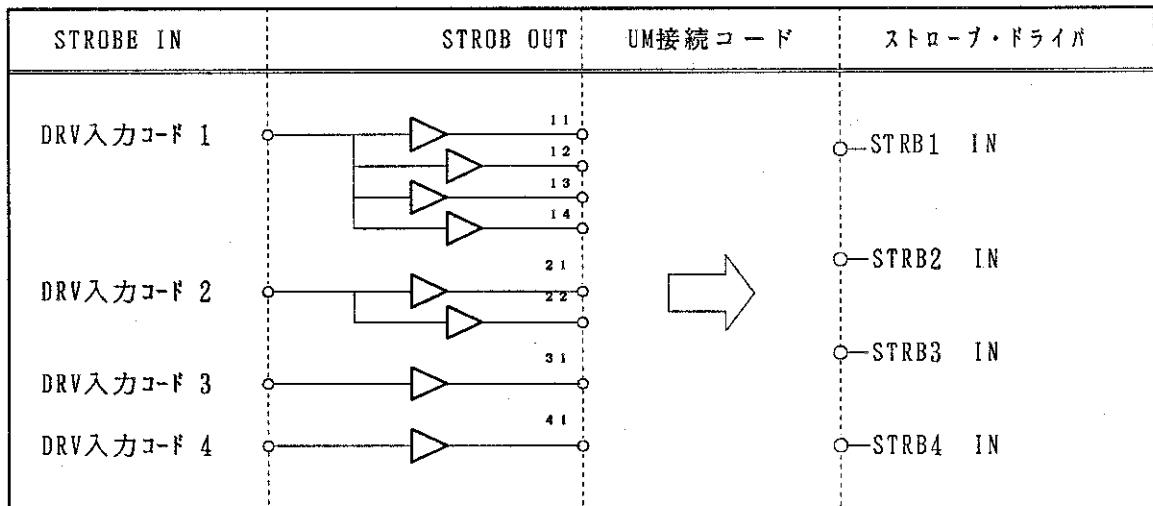 STROBE IN STROB OUT UM接続コード ストローブ・ドライバ
DRV入力コード 1
11
12
13
14
DRV入力コード 2
21
22
DRV入力コード 3
31
DRV入力コード 4
41
STRB1 IN
STRB2 IN
STRB3 IN
STRB4 IN